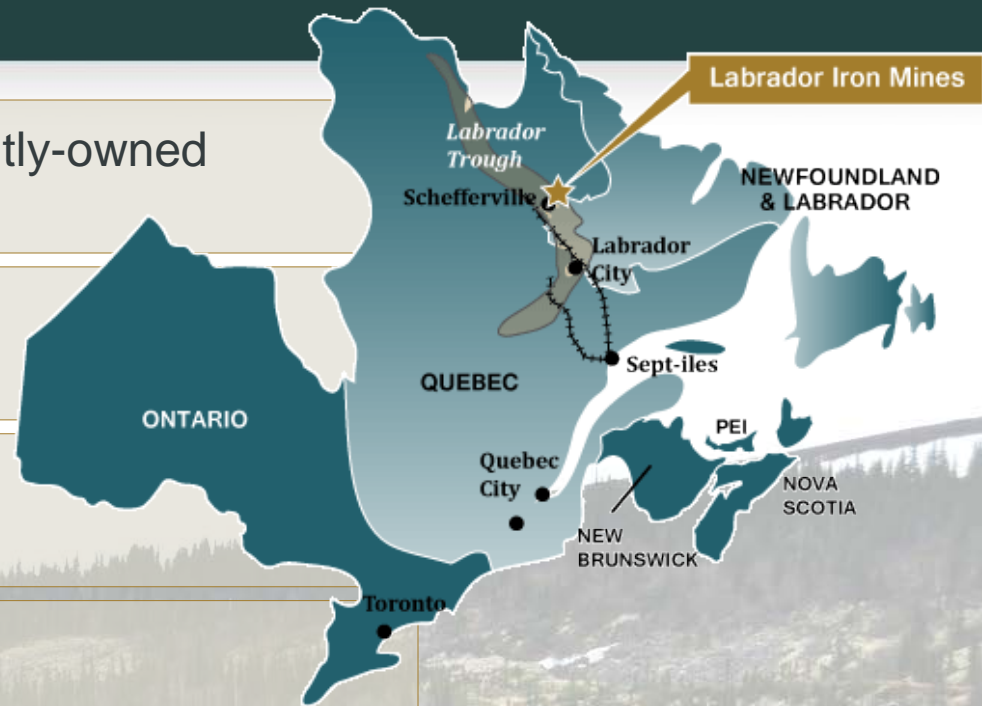 Labrador Iron Mines
tly-owned
Labrador
Trough
NEWFOUNDLAND
& LABRADOR
Schefferville
Labrador
City
Sept-iles
QUEBEC
ONTARIO
PEI
Quebec
City
NOVA
SCOTIA
NEW
BRUNSWICK
Toronto